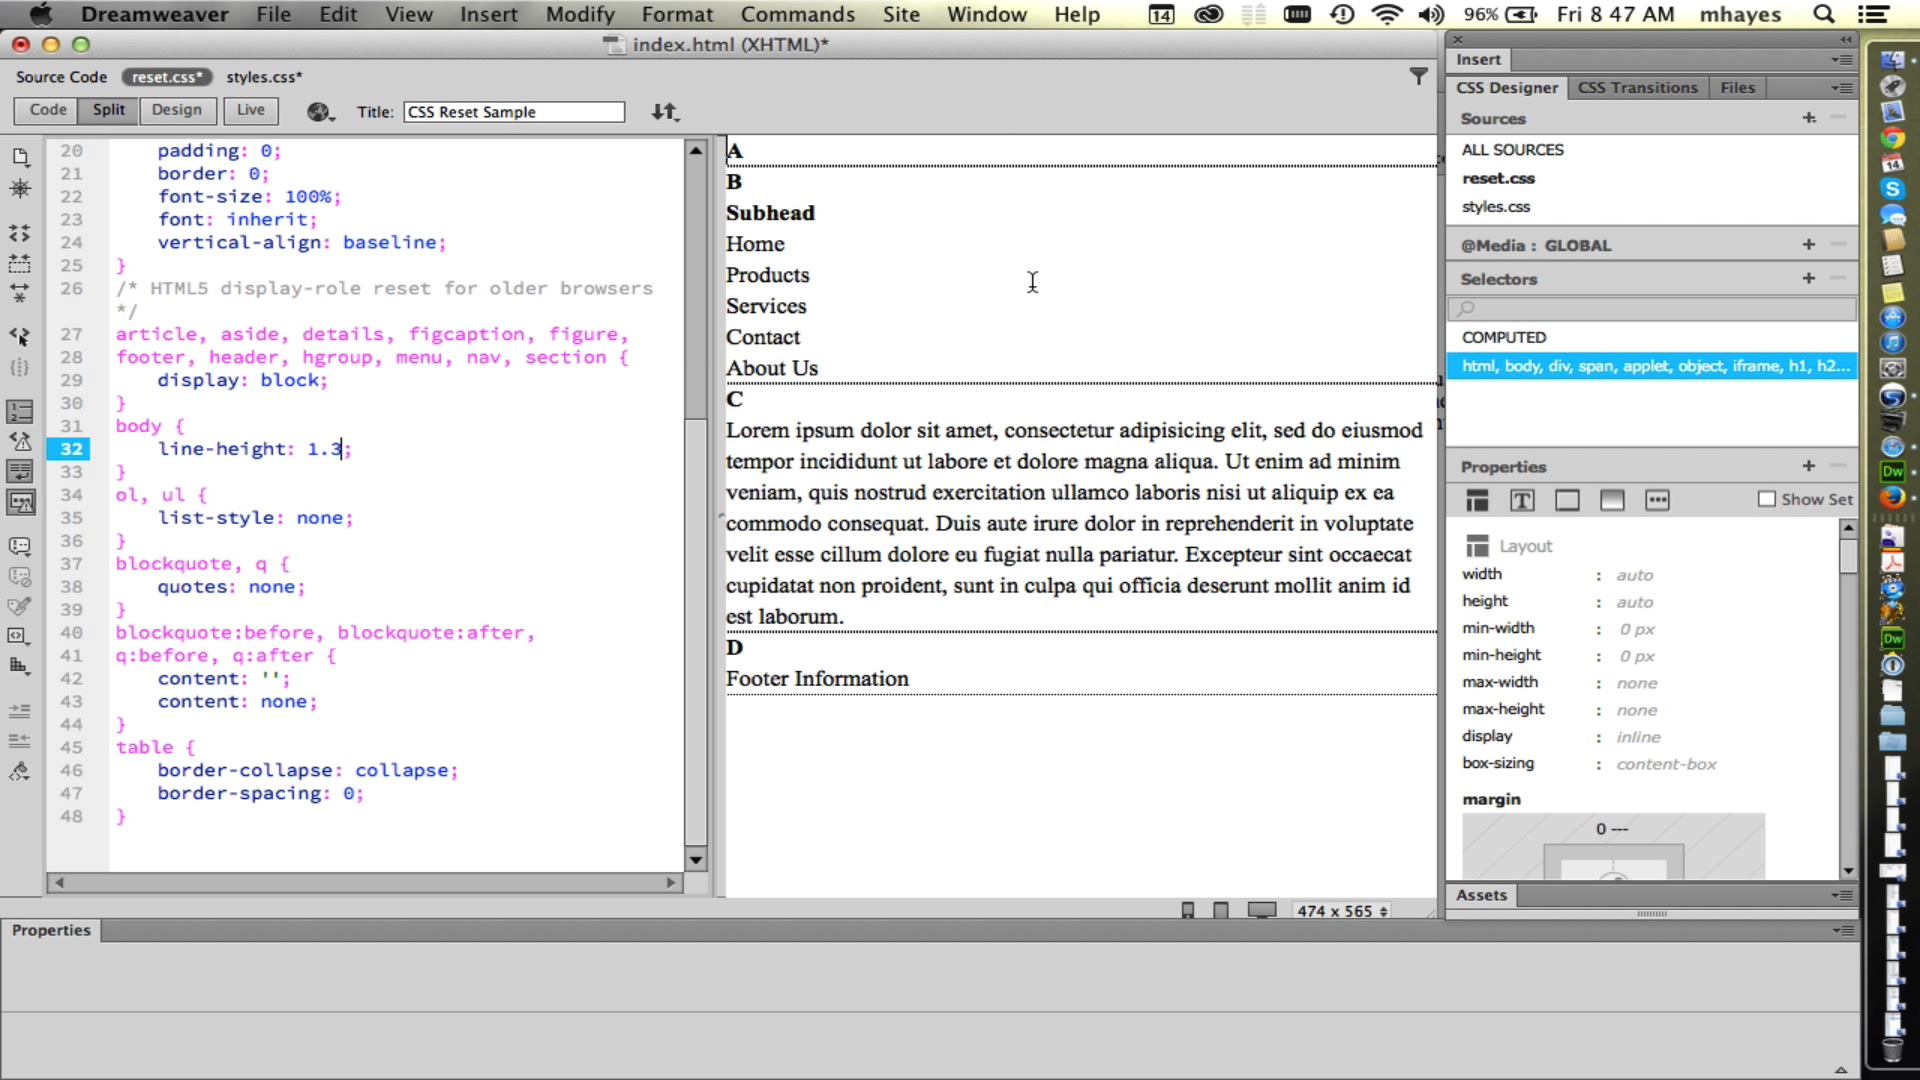 Dreamweaver File Edit View Insert Modify Format Commands Site Window Help 14 96% Fri 8 47 AM mhayes
index.html (XHTML)*
Source Code reset.css* styles.css*
Code Split Design Live Title: CSS Reset Sample
20 padding: 0;
21 border: 0;
22 font-size: 100%;
23 font: inherit;
24 vertical-align: baseline;
25 }
26 /* HTML5 display-role reset for older browsers
*/
27 article, aside, details, figcaption, figure,
28 footer, header, hgroup, menu, nav, section {
29 display: block;
30 }
31 body {
32 line-height: 1.3;
33 }
34 ol, ul {
35 list-style: none;
36 }
37 blockquote, q {
38 quotes: none;
39 }
40 blockquote:before, blockquote:after,
41 q:before, q:after {
42 content: '';
43 content: none;
44 }
45 table {
46 border-collapse: collapse;
47 border-spacing: 0;
48 }
A
B
Subhead
Home
Products
Services
Contact
About Us
C
Lorem ipsum dolor sit amet, consectetur adipisicing elit, sed do eiusmod
tempor incididunt ut labore et dolore magna aliqua. Ut enim ad minim
veniam, quis nostrud exercitation ullamco laboris nisi ut aliquip ex ea
commodo consequat. Duis aute irure dolor in reprehenderit in voluptate
velit esse cillum dolore eu fugiat nulla pariatur. Excepteur sint occaecat
cupidatat non proident, sunt in culpa qui officia deserunt mollit anim id
est laborum.
D
Footer Information
474 x 565
Insert
CSS Designer CSS Transitions Files
Sources
ALL SOURCES
reset.css
styles.css
@Media : GLOBAL
Selectors
COMPUTED
html, body, div, span, applet, object, iframe, h1, h2...
Properties
Show Set
Layout
width : auto
height : auto
min-width : 0 px
min-height : 0 px
max-width : none
max-height : none
display : inline
box-sizing : content-box
margin
0 ---
Assets
Properties
14
S
Dw
Dw